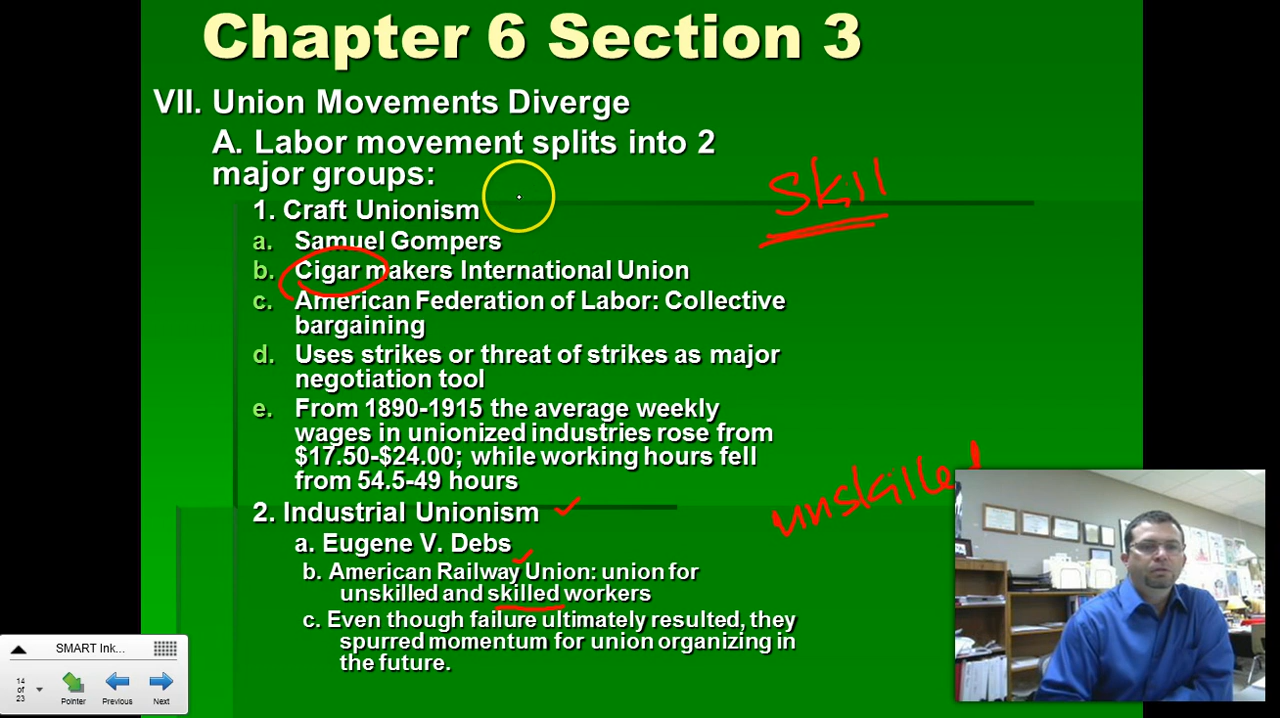 Chapter 6 Section 3
VII. Union Movements Diverge
A. Labor movement splits into 2
major groups:
Skill
1. Craft Unionism
a. Samuel Gompers
b. Cigar makers International Union
c. American Federation of Labor: Collective
bargaining
d. Uses strikes or threat of strikes as major
negotiation tool
e. From 1890-1915 the average weekly
wages in unionized industries rose from
$17.50-$24.00; while working hours fell
from 54.5-49 hours
unskilled
2. Industrial Unionism
a. Eugene V. Debs
b. American Railway Union: union for
unskilled and skilled workers
c. Even though failure ultimately resulted, they
spurred momentum for union organizing in
the future.
SMART Ink...
14
of
23
Pointer
Previous
Next